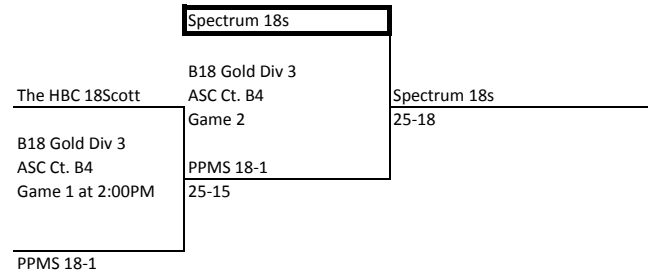 Spectrum 18s
B18 Gold Div 3
The HBC 18Scott
ASC Ct. B4
Spectrum 18s
Game 2
25-18
B18 Gold Div 3
ASC Ct. B4
PPMS 18-1
Game 1 at 2:00PM
25-15
PPMS 18-1